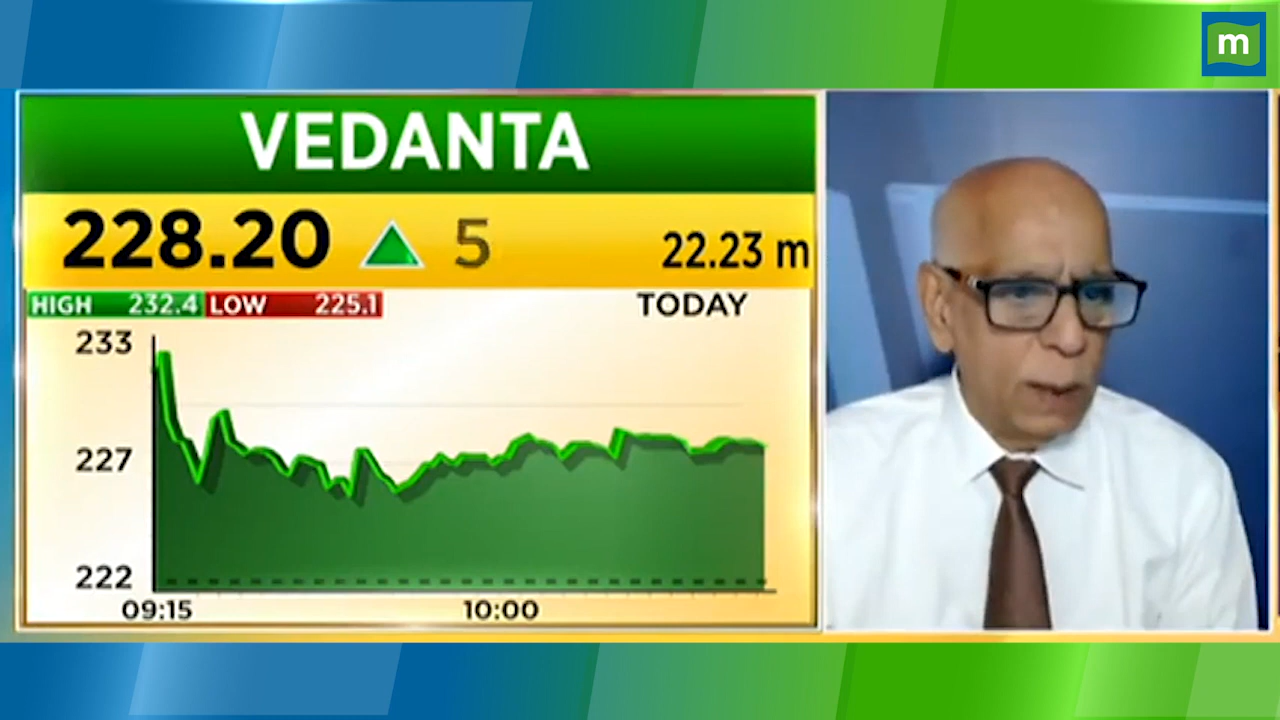 m
VEDANTA
228.20 ▲ 5 22.23 m
HIGH 232.4 LOW 225.1 TODAY
233
227
222
09:15 10:00